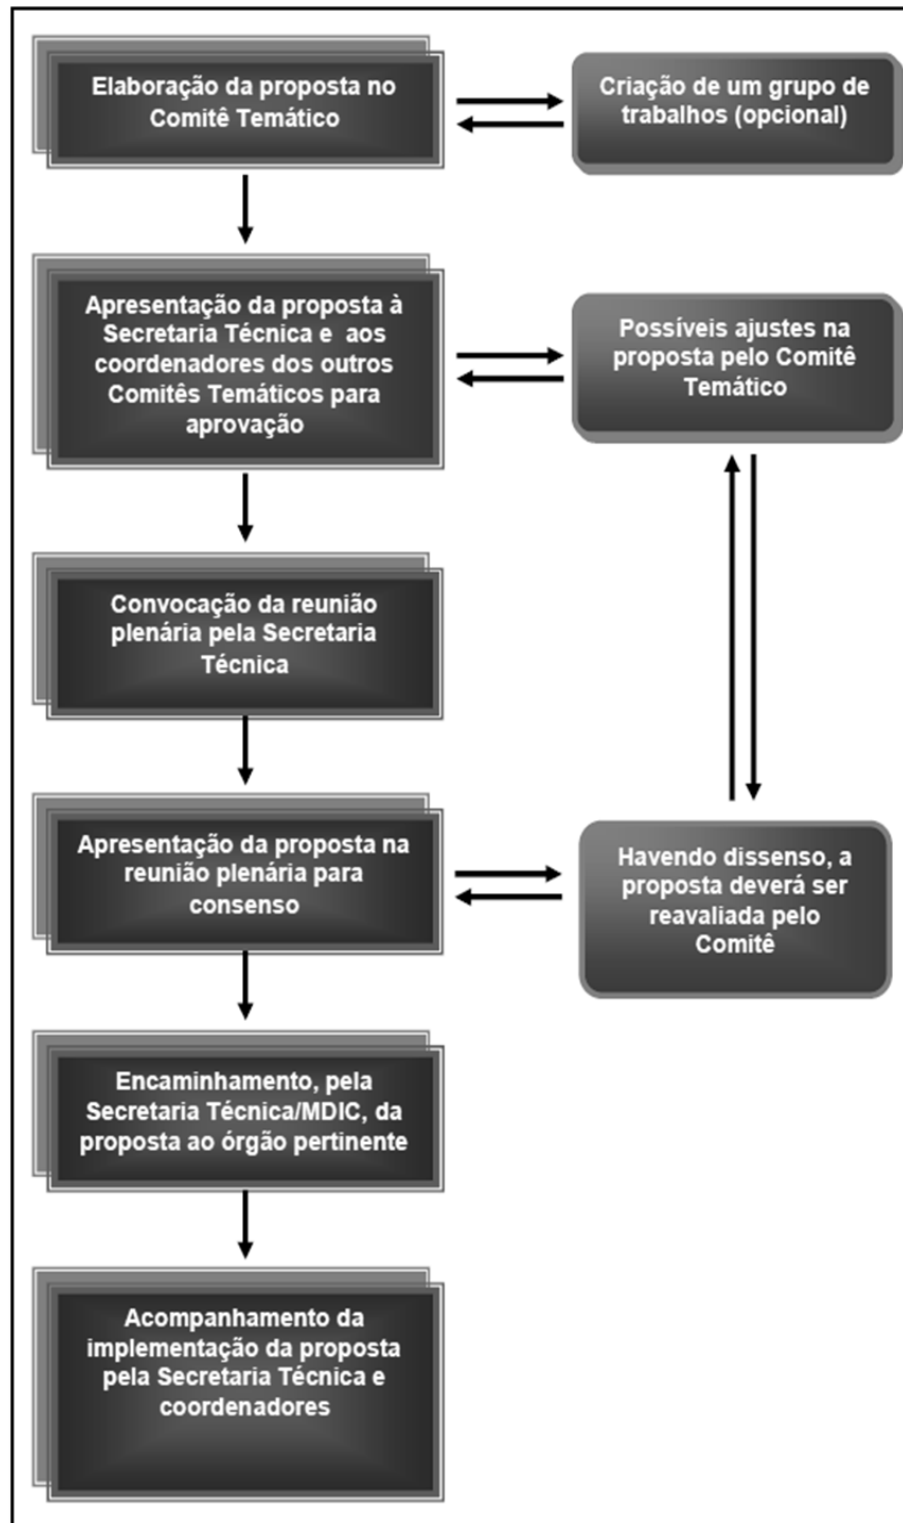 Elaboração da proposta no
Comitê Temático
Criação de um grupo de
trabalhos (opcional)
Apresentação da proposta à
Secretaria Técnica e aos
coordenadores dos outros
Comitês Temáticos para
aprovação
Possíveis ajustes na
proposta pelo Comitê
Temático
Convocação da reunião
plenária pela Secretaria
Técnica
Apresentação da proposta na
reunião plenária para
consenso
Havendo dissenso, a
proposta deverá ser
reavaliada pelo
Comitê
Encaminhamento, pela
Secretaria Técnica/MDIC, da
proposta ao órgão pertinente
Acompanhamento da
implementação da proposta
pela Secretaria Técnica e
coordenadores